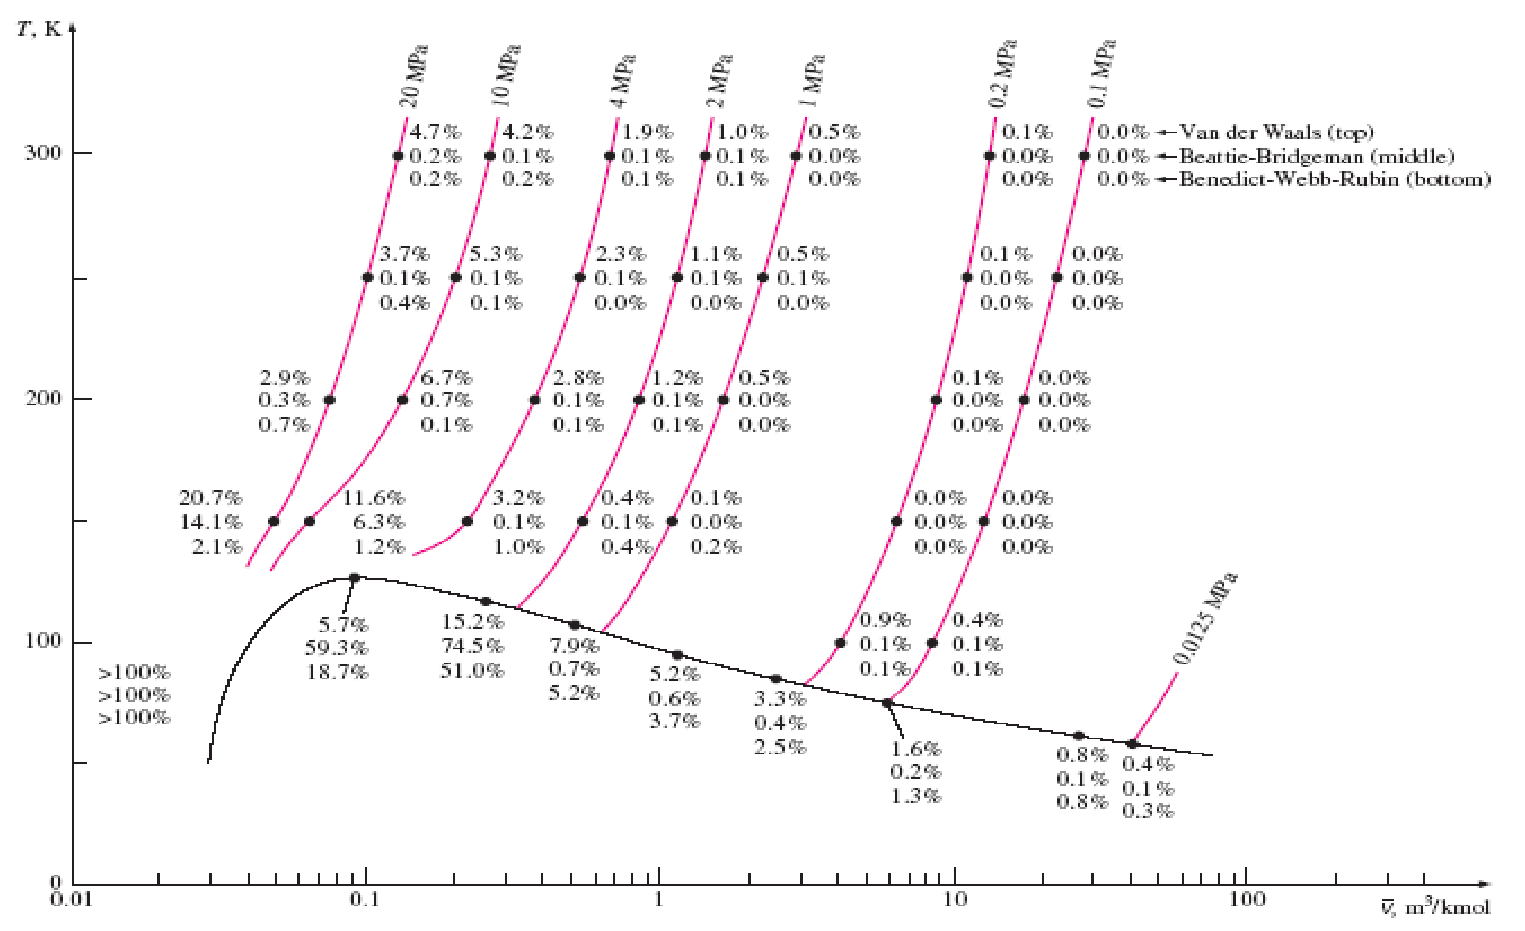 T, K
20 MPa
10 MPa
4 MPa
2 MPa
1 MPa
0.2 MPa
0.1 MPa
4.7% 4.2% 1.9% 1.0% 0.5% 0.1% 0.0% Van der Waals (top)
300 0.2% 0.1% 0.1% 0.1% 0.0% 0.0% 0.0% Beattie-Bridgeman (middle)
0.2% 0.2% 0.1% 0.1% 0.0% 0.0% 0.0% Benedict-Webb-Rubin (bottom)
3.7% 5.3% 2.3% 1.1% 0.5% 0.1% 0.0%
0.1% 0.1% 0.1% 0.1% 0.1% 0.0% 0.0%
0.4% 0.1% 0.0% 0.0% 0.0% 0.0% 0.0%
2.9% 6.7% 2.8% 1.2% 0.5% 0.1% 0.0%
200 0.3% 0.7% 0.1% 0.1% 0.0% 0.0% 0.0%
0.7% 0.1% 0.1% 0.1% 0.0% 0.0% 0.0%
20.7% 11.6% 3.2% 0.4% 0.1% 0.0% 0.0%
14.1% 6.3% 0.1% 0.1% 0.0% 0.0% 0.0%
2.1% 1.2% 1.0% 0.4% 0.2% 0.0% 0.0%
0.9% 0.4%
100 0.1% 0.1%
0.1% 0.1%
0.0125 MPa
>100%
>100%
>100%
5.7%
59.3%
18.7%
15.2%
74.5%
51.0%
7.9%
0.7%
5.2%
5.2%
0.6%
3.7%
3.3%
0.4%
2.5%
1.6%
0.2%
1.3%
0.8%
0.1%
0.8%
0.4%
0.1%
0.3%
0
0.01 0.1 1 10 100 v̅, m³/kmol